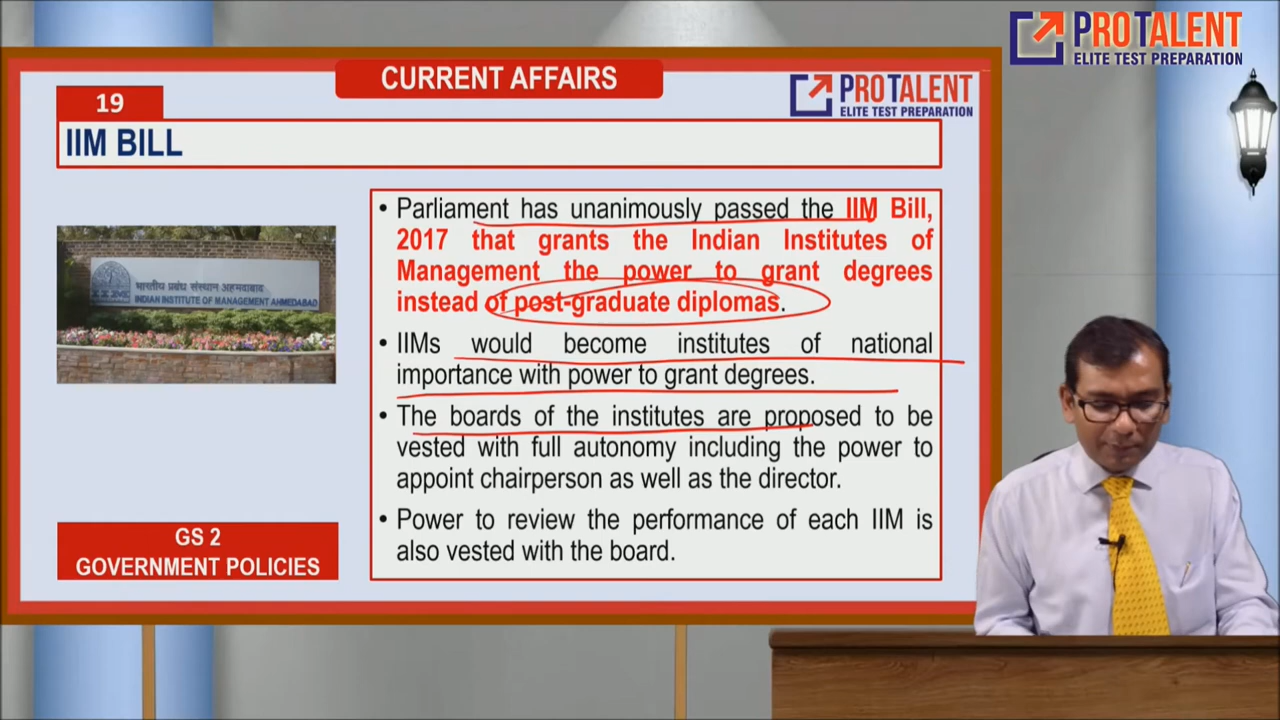 PROTALENT
ELITE TEST PREPARATION
CURRENT AFFAIRS
PROTALENT
ELITE TEST PREPARATION
19
IIM BILL
भारतीय प्रबंध संस्थान अहमदाबाद
INDIAN INSTITUTE OF MANAGEMENT AHMEDABAD
• Parliament has unanimously passed the IIM Bill,
2017 that grants the Indian Institutes of
Management the power to grant degrees
instead of post-graduate diplomas.
• IIMs would become institutes of national
importance with power to grant degrees.
• The boards of the institutes are proposed to be
vested with full autonomy including the power to
appoint chairperson as well as the director.
• Power to review the performance of each IIM is
also vested with the board.
GS 2
GOVERNMENT POLICIES